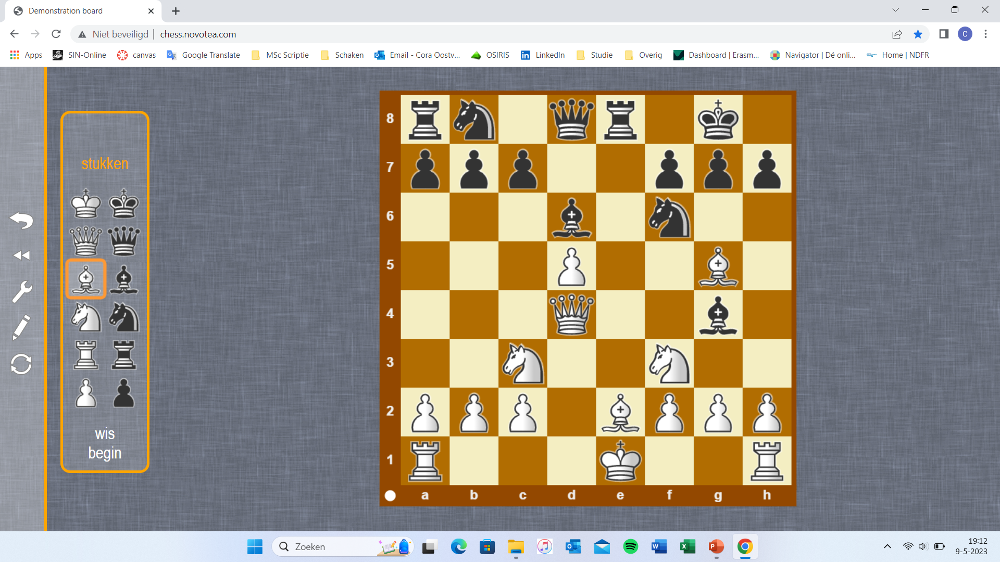 Demonstration board
Niet beveiligd | chess.novotea.com
C
Apps SIN-Online canvas Google Translate MSc Scriptie Schaken Email - Cora Oostv... OSIRIS LinkedIn Studie Overig Dashboard | Erasm... Navigator | Dé onli... Home | NDFR
stukken
wis
begin
8
7
6
5
4
3
2
1
a b c d e f g h
Zoeken
19:12
9-5-2023